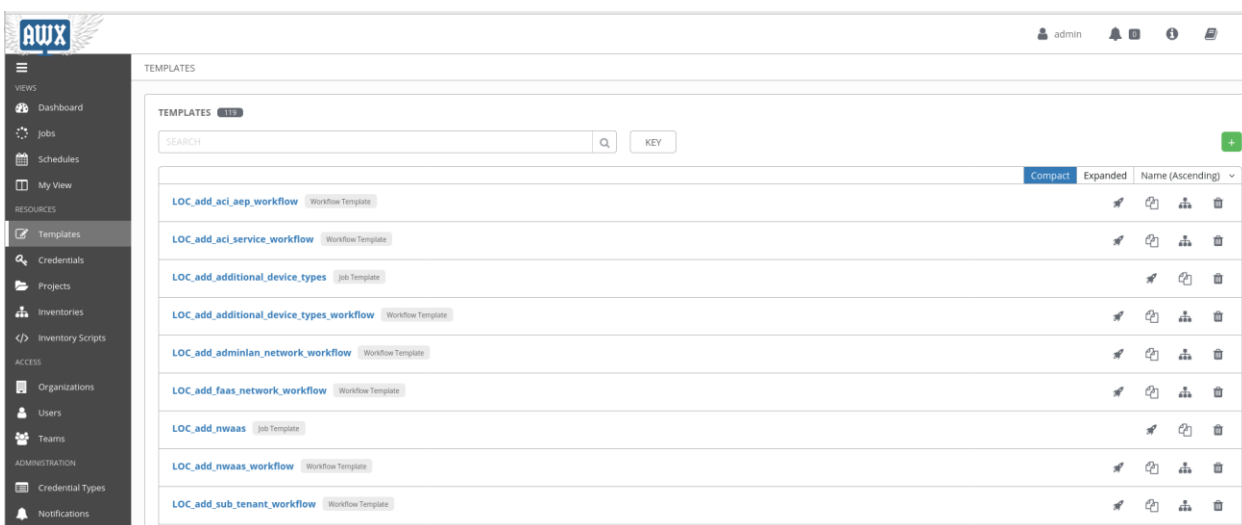 AWX
admin
0
VIEWS
Dashboard
Jobs
Schedules
My View
RESOURCES
Templates
Credentials
Projects
Inventories
Inventory Scripts
ACCESS
Organizations
Users
Teams
ADMINISTRATION
Credential Types
Notifications
TEMPLATES
TEMPLATES 119
SEARCH
KEY
+
Compact Expanded Name (Ascending)
LOC_add_aci_aep_workflow Workflow Template
LOC_add_aci_service_workflow Workflow Template
LOC_add_additional_device_types Job Template
LOC_add_additional_device_types_workflow Workflow Template
LOC_add_adminlan_network_workflow Workflow Template
LOC_add_faas_network_workflow Workflow Template
LOC_add_nwaas Job Template
LOC_add_nwaas_workflow Workflow Template
LOC_add_sub_tenant_workflow Workflow Template